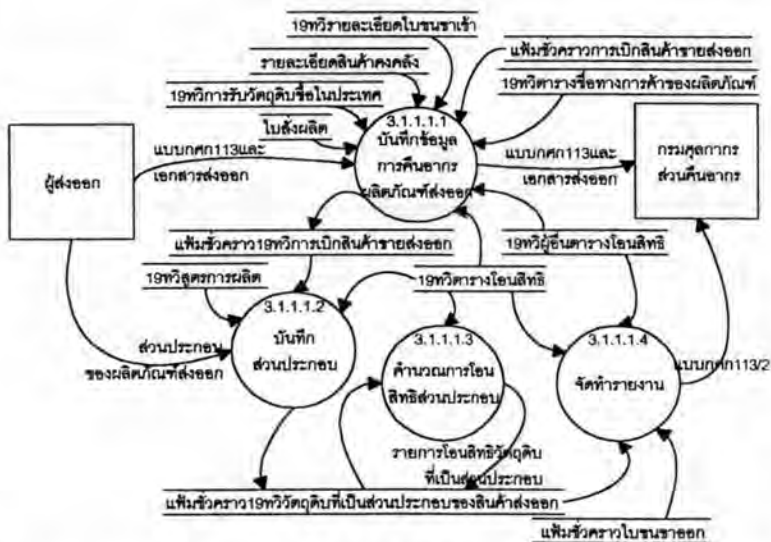 19ทวิรายละเอียดใบขนขาเข้า
รายละเอียดสินค้าคงคลัง
แฟ้มชั่วคราวการเบิกสินค้าขายส่งออก
19ทวิการรับวัตถุดิบซื้อในประเทศ
19ทวิตารางชื่อทางการค้าของผลิตภัณฑ์
ใบสั่งผลิต
3.1.1.1.1
บันทึกข้อมูล
การคืนอากร
ผลิตภัณฑ์ส่งออก
ผู้ส่งออก
แบบกศก113และ
เอกสารส่งออก
แบบกศก113และ
เอกสารส่งออก
กรมศุลกากร
ส่วนคืนอากร
แฟ้มชั่วคราว19ทวิการเบิกสินค้าขายส่งออก
19ทวิผู้อื่นตารางโอนสิทธิ
19ทวิสูตรการผลิต
19ทวิตารางโอนสิทธิ
3.1.1.1.2
บันทึก
ส่วนประกอบ
3.1.1.1.3
คำนวณการโอน
สิทธิส่วนประกอบ
3.1.1.1.4
จัดทำรายงาน
ส่วนประกอบ
ของผลิตภัณฑ์ส่งออก
แบบกศก113/2
รายการโอนสิทธิวัตถุดิบ
ที่เป็นส่วนประกอบ
แฟ้มชั่วคราว19ทวิวัตถุดิบที่เป็นส่วนประกอบของสินค้าส่งออก
แฟ้มชั่วคราวใบขนขาออก